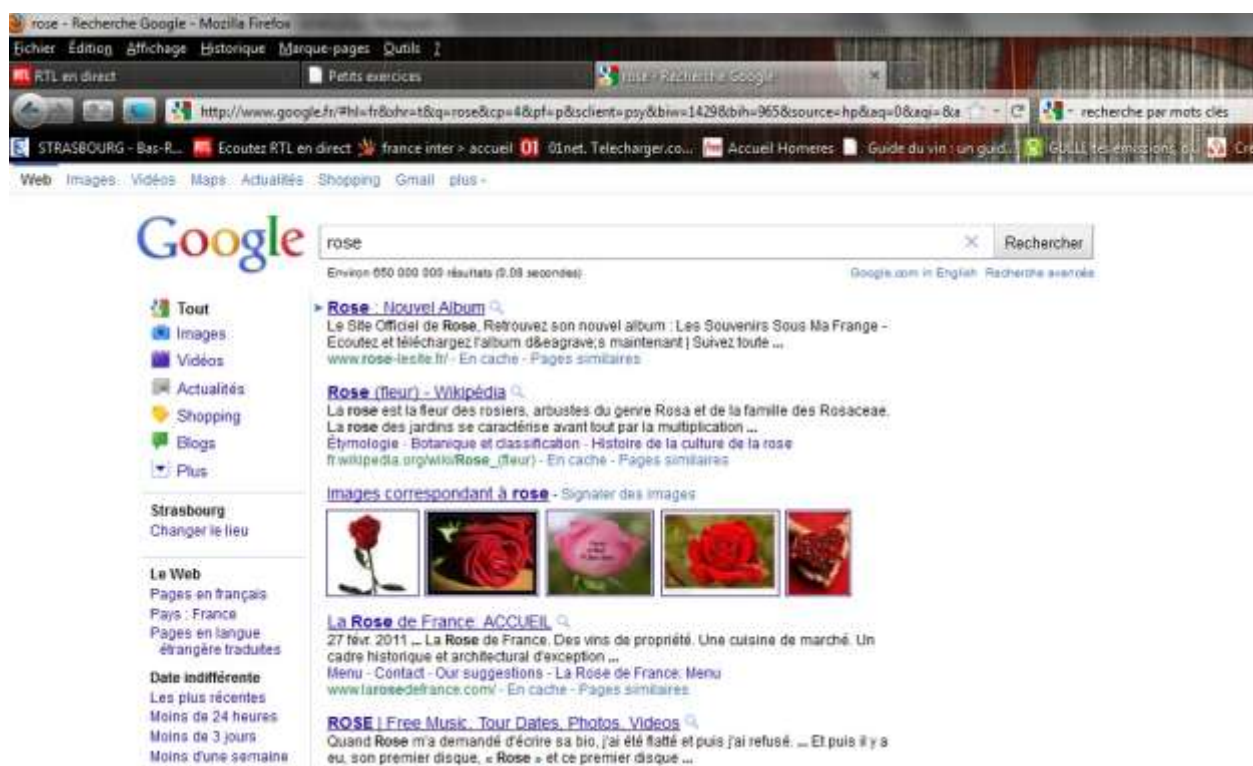 rose - Recherche Google - Mozilla Firefox
Fichier Édition Affichage Historique Marque-pages Outils ?
RTL en direct Petits exercices rose - Recherche Google
http://www.google.fr/#hl=fr&xhr=t&q=rose&cp=4&pf=p&sclient=psy&biw=1429&bih=965&source=hp&aq=0&aqi=&a recherche par mots clés
STRASBOURG - Bas-R... Ecoutez RTL en direct france inter > accueil 01 01net. Telecharger.co... Accueil Homeres Guide du vin : un guid... GULLI, tes émissions, Cre
Web Images Vidéos Maps Actualités Shopping Gmail plus
Google rose Rechercher
Environ 650 000 000 résultats (0,08 secondes) Google.com in English Recherche avancée
Tout
Images
Vidéos
Actualités
Shopping
Blogs
Plus
Strasbourg
Changer le lieu
Le Web
Pages en français
Pays : France
Pages en langue
étrangère traduites
Date indifférente
Les plus récentes
Moins de 24 heures
Moins de 3 jours
Moins d'une semaine
Rose : Nouvel Album
Le Site Officiel de Rose, Retrouvez son nouvel album : Les Souvenirs Sous Ma Frange -
Ecoutez et téléchargez l'album d&eagrave;s maintenant | Suivez toute ...
www.rose-lesite.fr/ - En cache - Pages similaires
Rose (fleur) - Wikipédia
La rose est la fleur des rosiers, arbustes du genre Rosa et de la famille des Rosaceae.
La rose des jardins se caractérise avant tout par la multiplication ...
Étymologie - Botanique et classification - Histoire de la culture de la rose
fr.wikipedia.org/wiki/Rose_(fleur) - En cache - Pages similaires
Images correspondant à rose - Signaler des images
La Rose de France: ACCUEIL
27 févr. 2011 ... La Rose de France. Des vins de propriété. Une cuisine de marché. Un
cadre historique et architectural d'exception ...
Menu - Contact - Our suggestions - La Rose de France: Menu
www.larosedefrance.com/ - En cache - Pages similaires
ROSE | Free Music, Tour Dates, Photos, Videos
Quand Rose m'a demandé d'écrire sa bio, j'ai été flatté et puis j'ai refusé. ... Et puis il y a
eu, son premier disque, « Rose » et ce premier disque ...